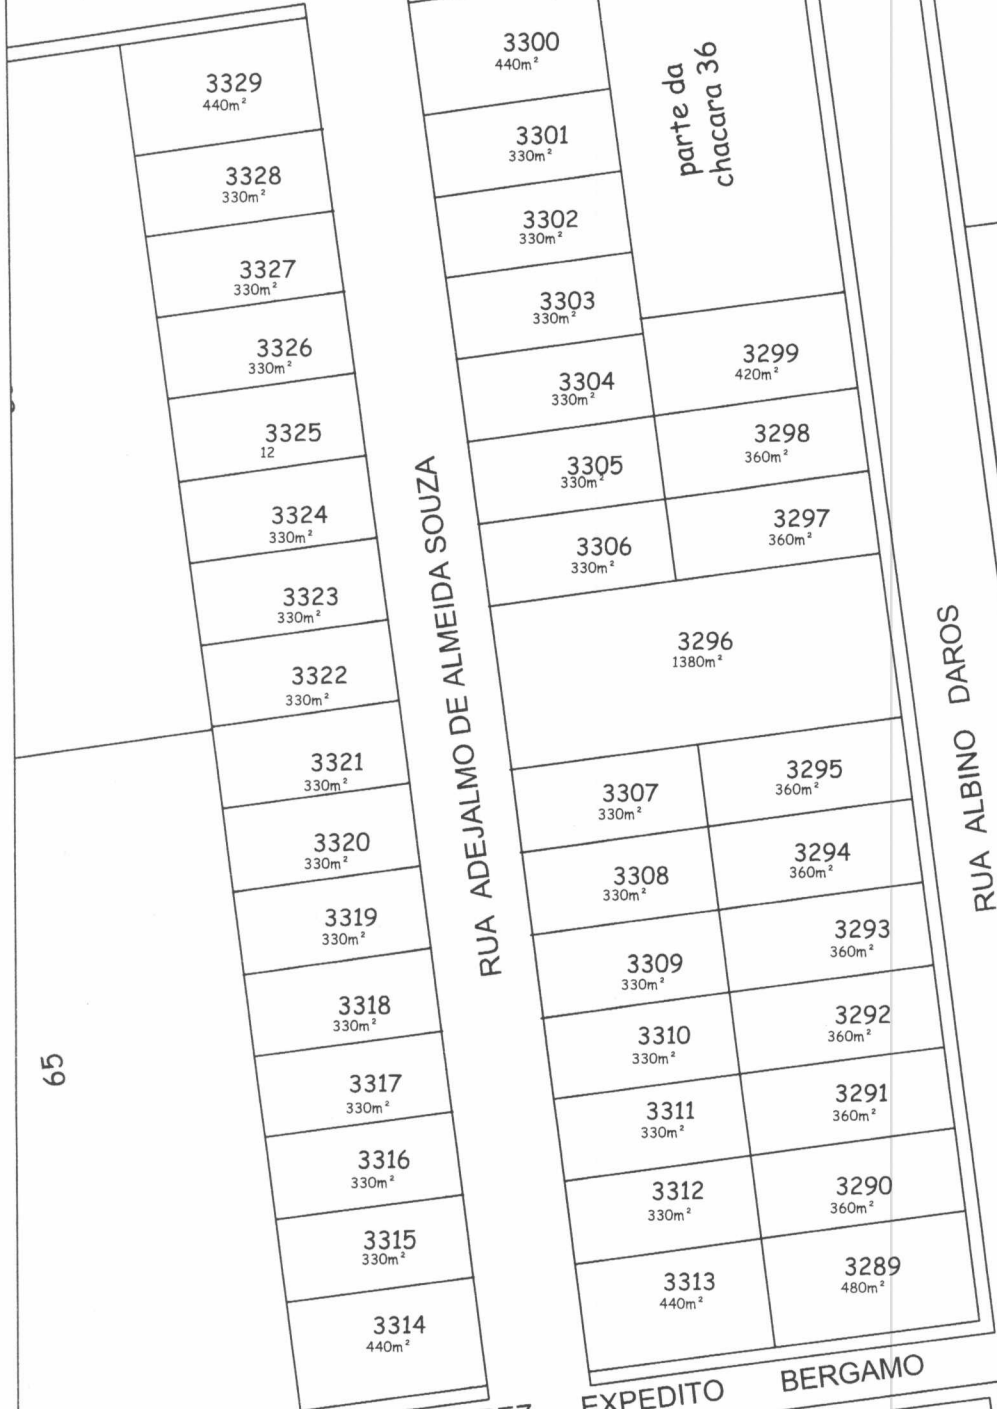 3329
440m²
3328
330m²
3327
330m²
3326
330m²
3325
12
3324
330m²
3323
330m²
3322
330m²
3321
330m²
3320
330m²
3319
330m²
3318
330m²
3317
330m²
3316
330m²
3315
330m²
3314
440m²
65
RUA ADEJALMO DE ALMEIDA SOUZA
3300
440m²
3301
330m²
3302
330m²
3303
330m²
3304
330m²
3305
330m²
3306
330m²
parte da
chacara 36
3299
420m²
3298
360m²
3297
360m²
3296
1380m²
3307
330m²
3308
330m²
3309
330m²
3310
330m²
3311
330m²
3312
330m²
3313
440m²
3295
360m²
3294
360m²
3293
360m²
3292
360m²
3291
360m²
3290
360m²
3289
480m²
RUA ALBINO DAROS
EXPEDITO BERGAMO